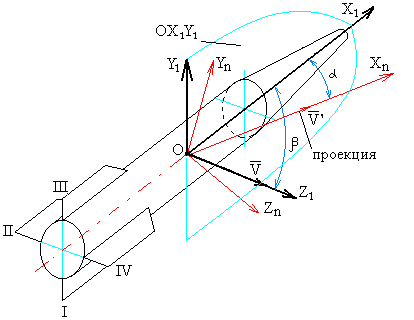 OX₁Y₁
X₁
Y₁
Yₙ
Xₙ
α
V̅'
β
проекция
O
V̅
Z₁
Zₙ
III
II
IV
I